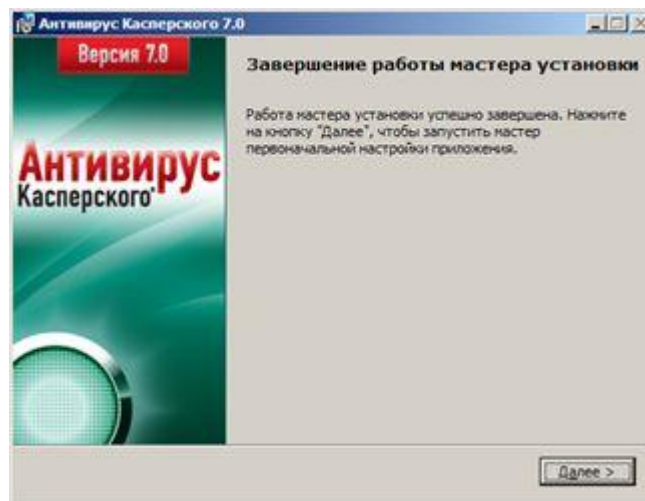 Антивирус Касперского 7.0
Версия 7.0
Завершение работы мастера установки
Работа мастера установки успешно завершена. Нажмите
на кнопку "Далее", чтобы запустить мастер
первоначальной настройки приложения.
Антивирус
Касперского
Далее >